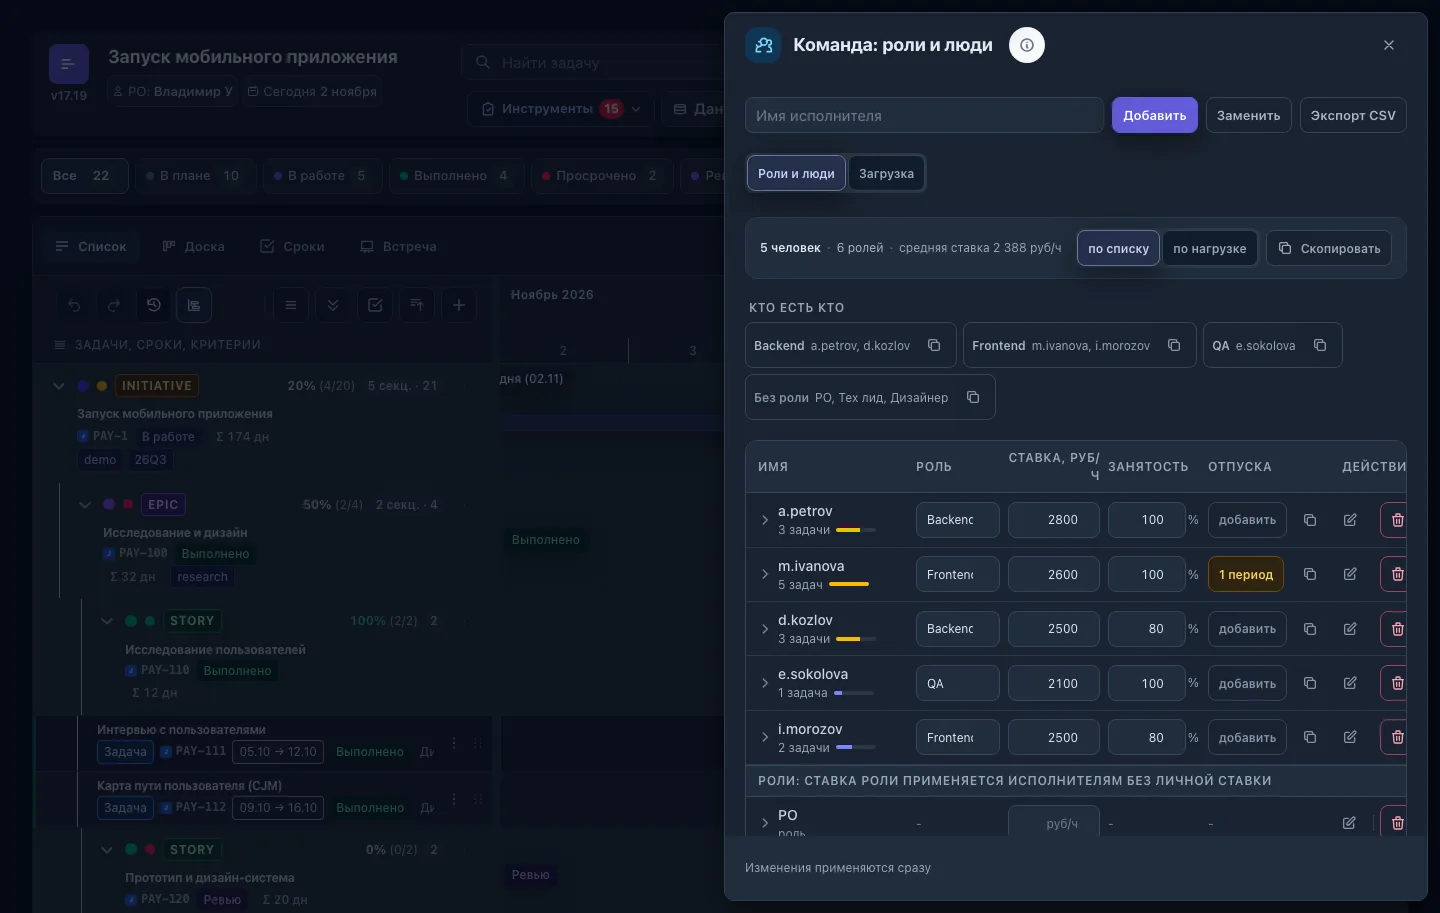 Запуск мобильного приложения
v17.19
PO: Владимир У
Сегодня 2 ноября
Найти задачу
Инструменты 15
Дан
Все 22
В плане 10
В работе 5
Выполнено 4
Просрочено 2
Список
Доска
Сроки
Встреча
Ноябрь 2026
ЗАДАЧИ, СРОКИ, КРИТЕРИИ
2
3
дня (02.11)
INITIATIVE
20% (4/20) 5 секц. · 21
Запуск мобильного приложения
PAY-1 В работе Σ 174 дн
demo 26Q3
EPIC
50% (2/4) 2 секц. · 4
Исследование и дизайн
PAY-100 Выполнено
Σ 32 дн research
Выполнено
STORY
100% (2/2) 2
Исследование пользователей
PAY-110 Выполнено
Σ 12 дн
Интервью с пользователями
Задача PAY-111 05.10 → 12.10 Выполнено
Карта пути пользователя (CJM)
Задача PAY-112 09.10 → 16.10 Выполнено
STORY
0% (0/2) 2
Прототип и дизайн-система
PAY-120 Ревью Σ 20 дн
Ревью
Команда: роли и люди
Имя исполнителя
Добавить
Заменить
Экспорт CSV
Роли и люди
Загрузка
5 человек · 6 ролей · средняя ставка 2 388 руб/ч
по списку
по нагрузке
Скопировать
КТО ЕСТЬ КТО
Backend a.petrov, d.kozlov
Frontend m.ivanova, i.morozov
QA e.sokolova
Без роли PO, Тех лид, Дизайнер
ИМЯ РОЛЬ СТАВКА, РУБ/Ч ЗАНЯТОСТЬ ОТПУСКА ДЕЙСТВИ
a.petrov
3 задачи
Backend 2800 100 % добавить
m.ivanova
5 задач
Frontend 2600 100 % 1 период
d.kozlov
3 задачи
Backend 2500 80 % добавить
e.sokolova
1 задача
QA 2100 100 % добавить
i.morozov
2 задачи
Frontend 2500 80 % добавить
РОЛИ: СТАВКА РОЛИ ПРИМЕНЯЕТСЯ ИСПОЛНИТЕЛЯМ БЕЗ ЛИЧНОЙ СТАВКИ
PO
роль
- руб/ч - -
Изменения применяются сразу